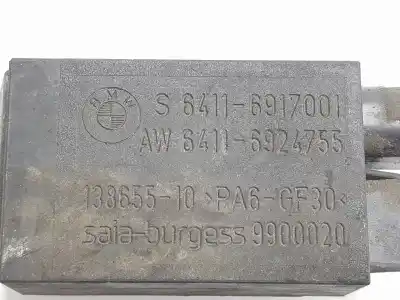 BMW
S 6411-6917001
AW 6411-6924755
138655-10 >PA6-GF30<
saia-burgess 9900020